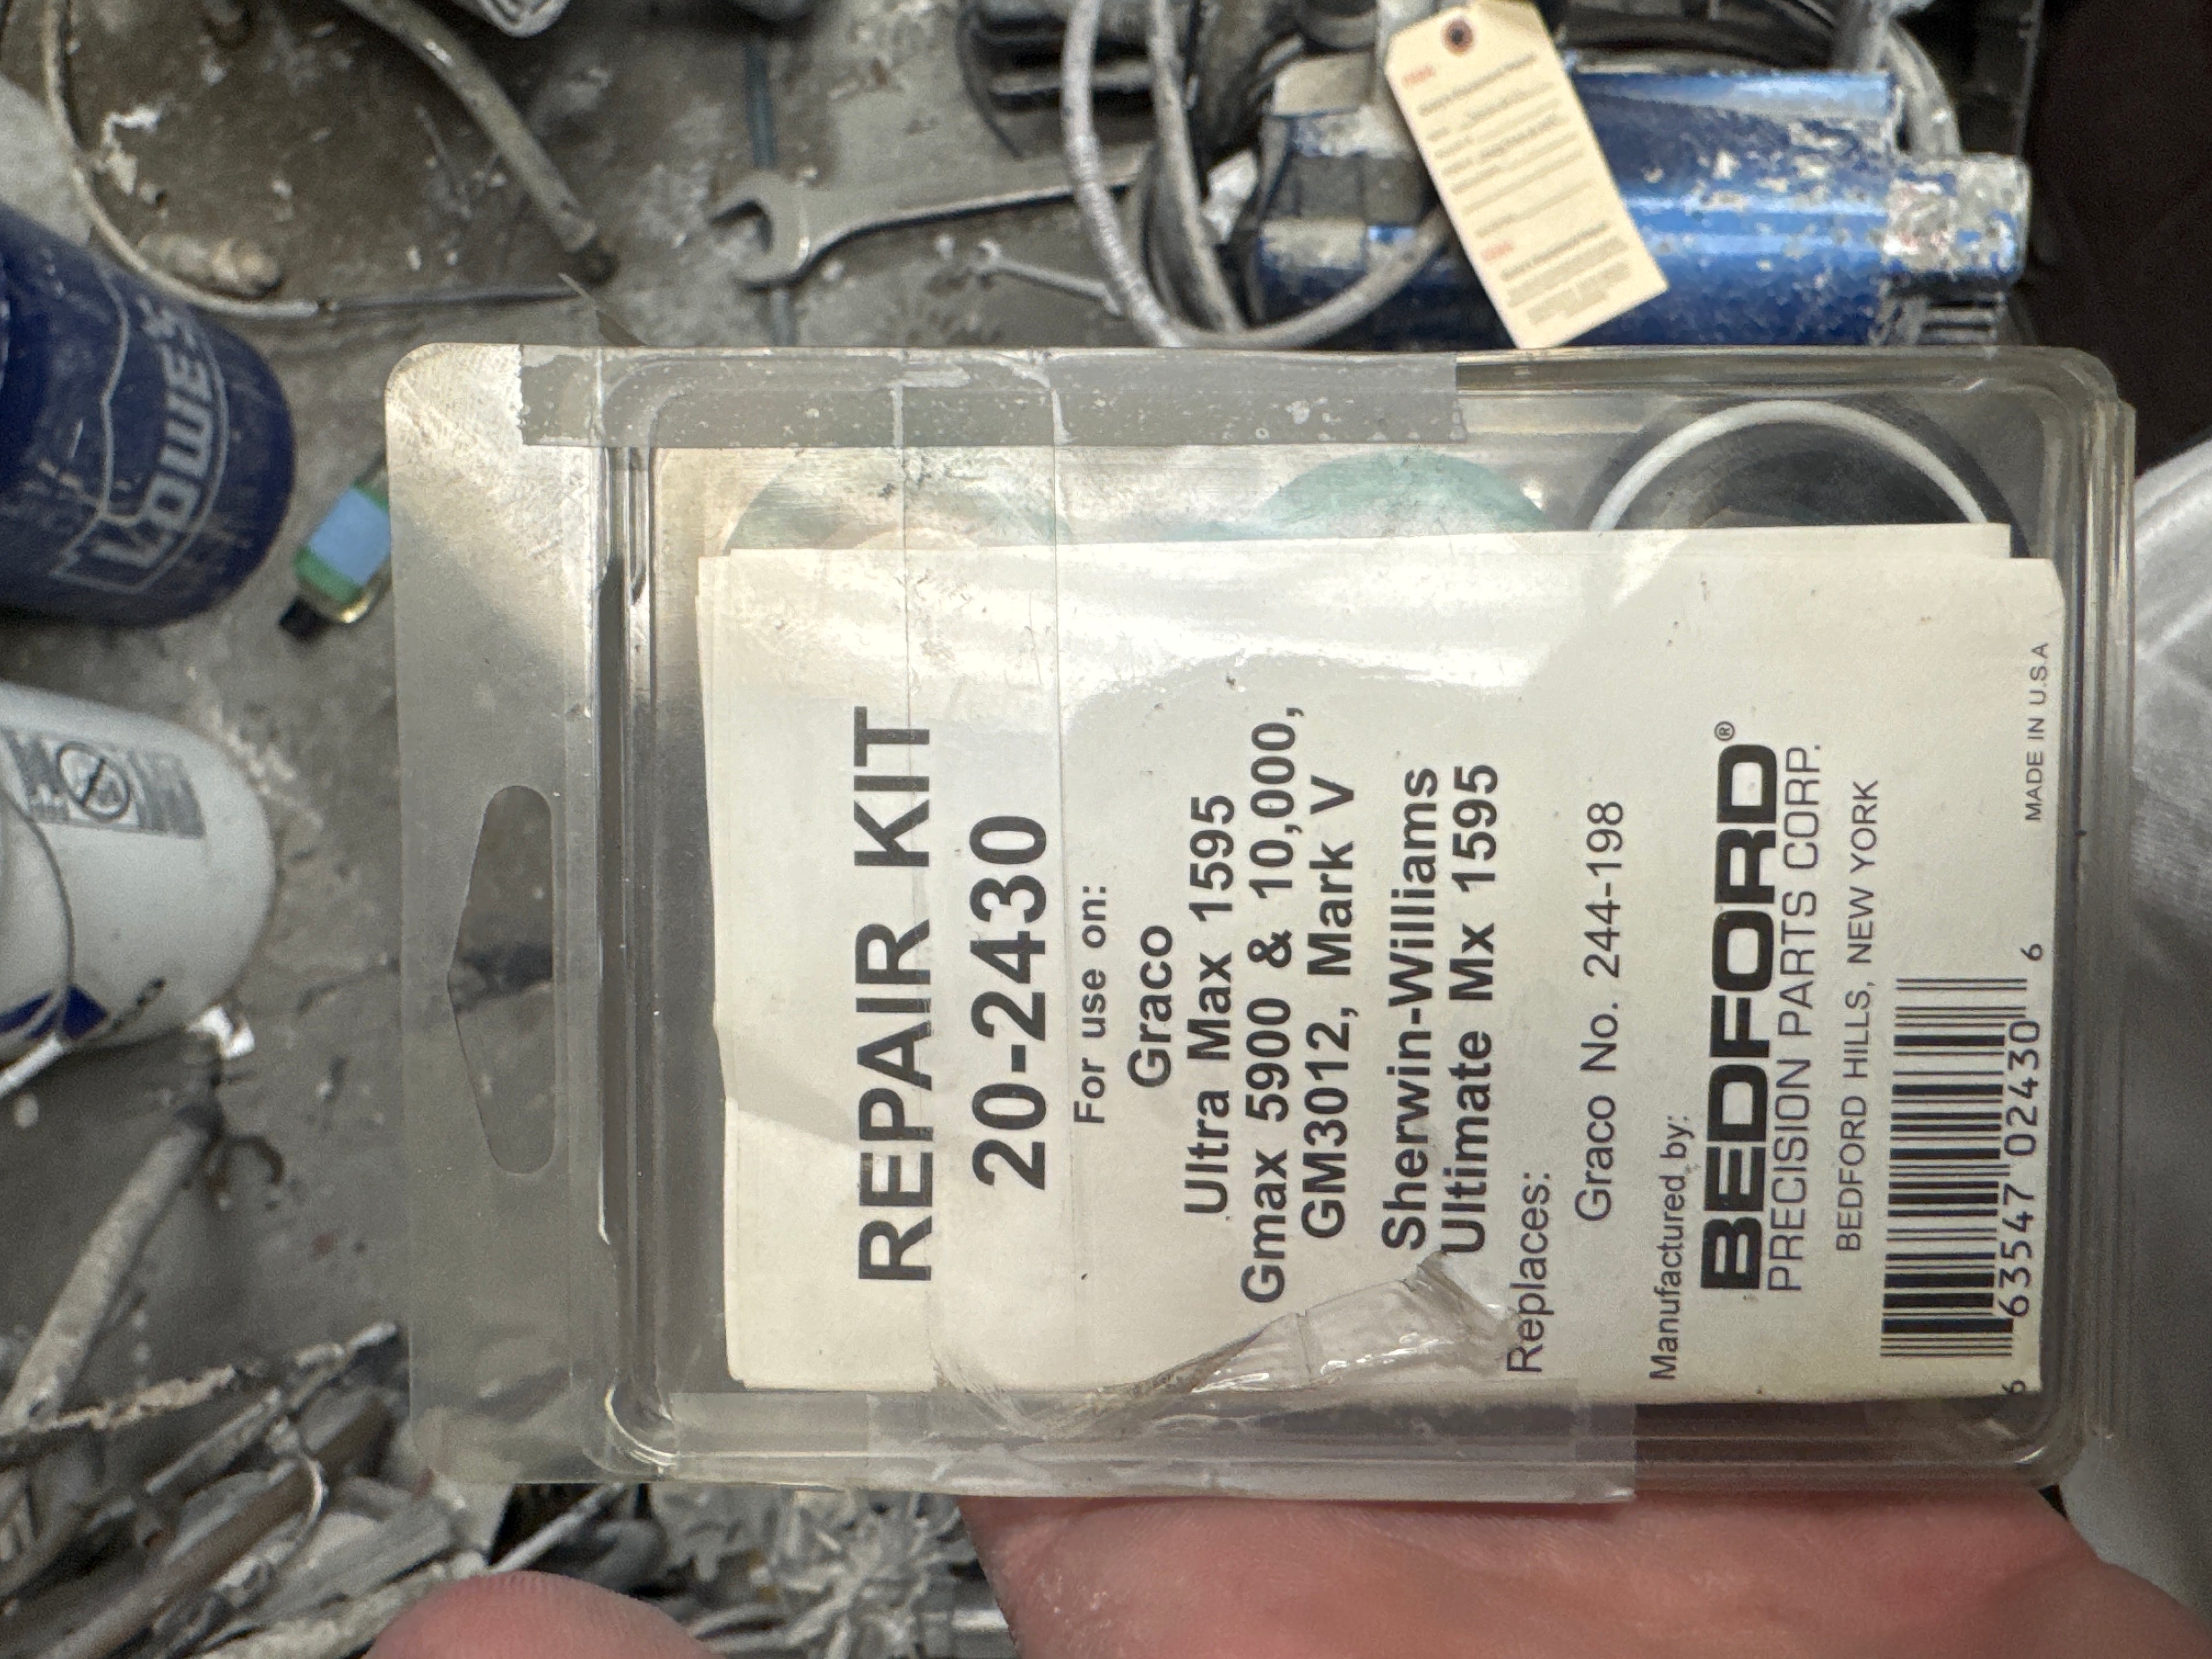 REPAIR KIT
20-2430
For use on:
Graco
Ultra Max 1595
Gmax 5900 & 10,000,
GM3012, Mark V
Sherwin-Williams
Ultimate Mx 1595
Replaces:
Graco No. 244-198
Manufactured by:
BEDFORD®
PRECISION PARTS CORP.
BEDFORD HILLS, NEW YORK
6 63547 02430 6
MADE IN U.S.A
LOWE'S